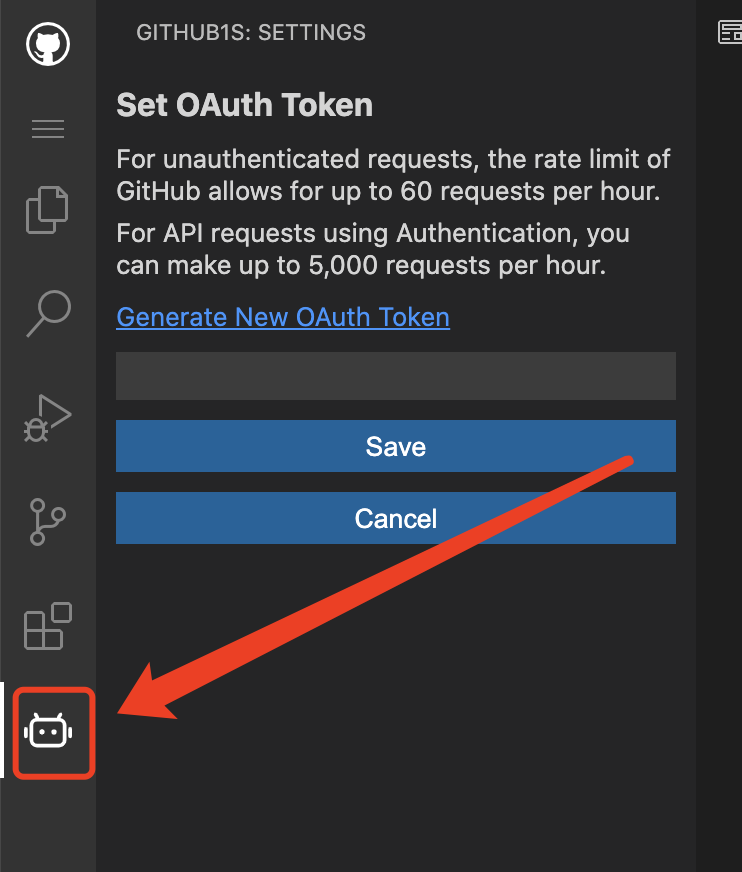 GITHUB1S: SETTINGS
Set OAuth Token
For unauthenticated requests, the rate limit of
GitHub allows for up to 60 requests per hour.
For API requests using Authentication, you
can make up to 5,000 requests per hour.
Generate New OAuth Token
Save
Cancel